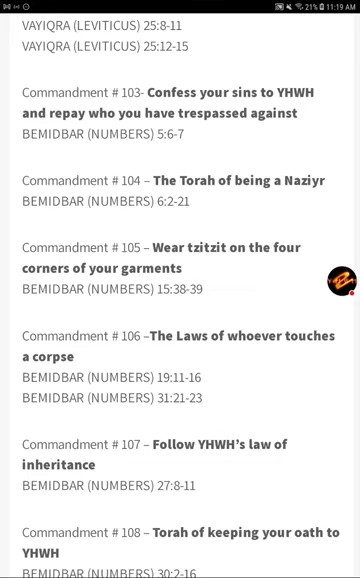 21% 11:19 AM
VAYIQRA (LEVITICUS) 25:8-11
VAYIQRA (LEVITICUS) 25:12-15
Commandment # 103- Confess your sins to YHWH
and repay who you have trespassed against
BEMIDBAR (NUMBERS) 5:6-7
Commandment # 104 – The Torah of being a Naziyr
BEMIDBAR (NUMBERS) 6:2-21
Commandment # 105 – Wear tzitzit on the four
corners of your garments
BEMIDBAR (NUMBERS) 15:38-39
Commandment # 106 –The Laws of whoever touches
a corpse
BEMIDBAR (NUMBERS) 19:11-16
BEMIDBAR (NUMBERS) 31:21-23
Commandment # 107 – Follow YHWH’s law of
inheritance
BEMIDBAR (NUMBERS) 27:8-11
Commandment # 108 – Torah of keeping your oath to
YHWH
BEMIDBAR (NUMBERS) 30:2-16